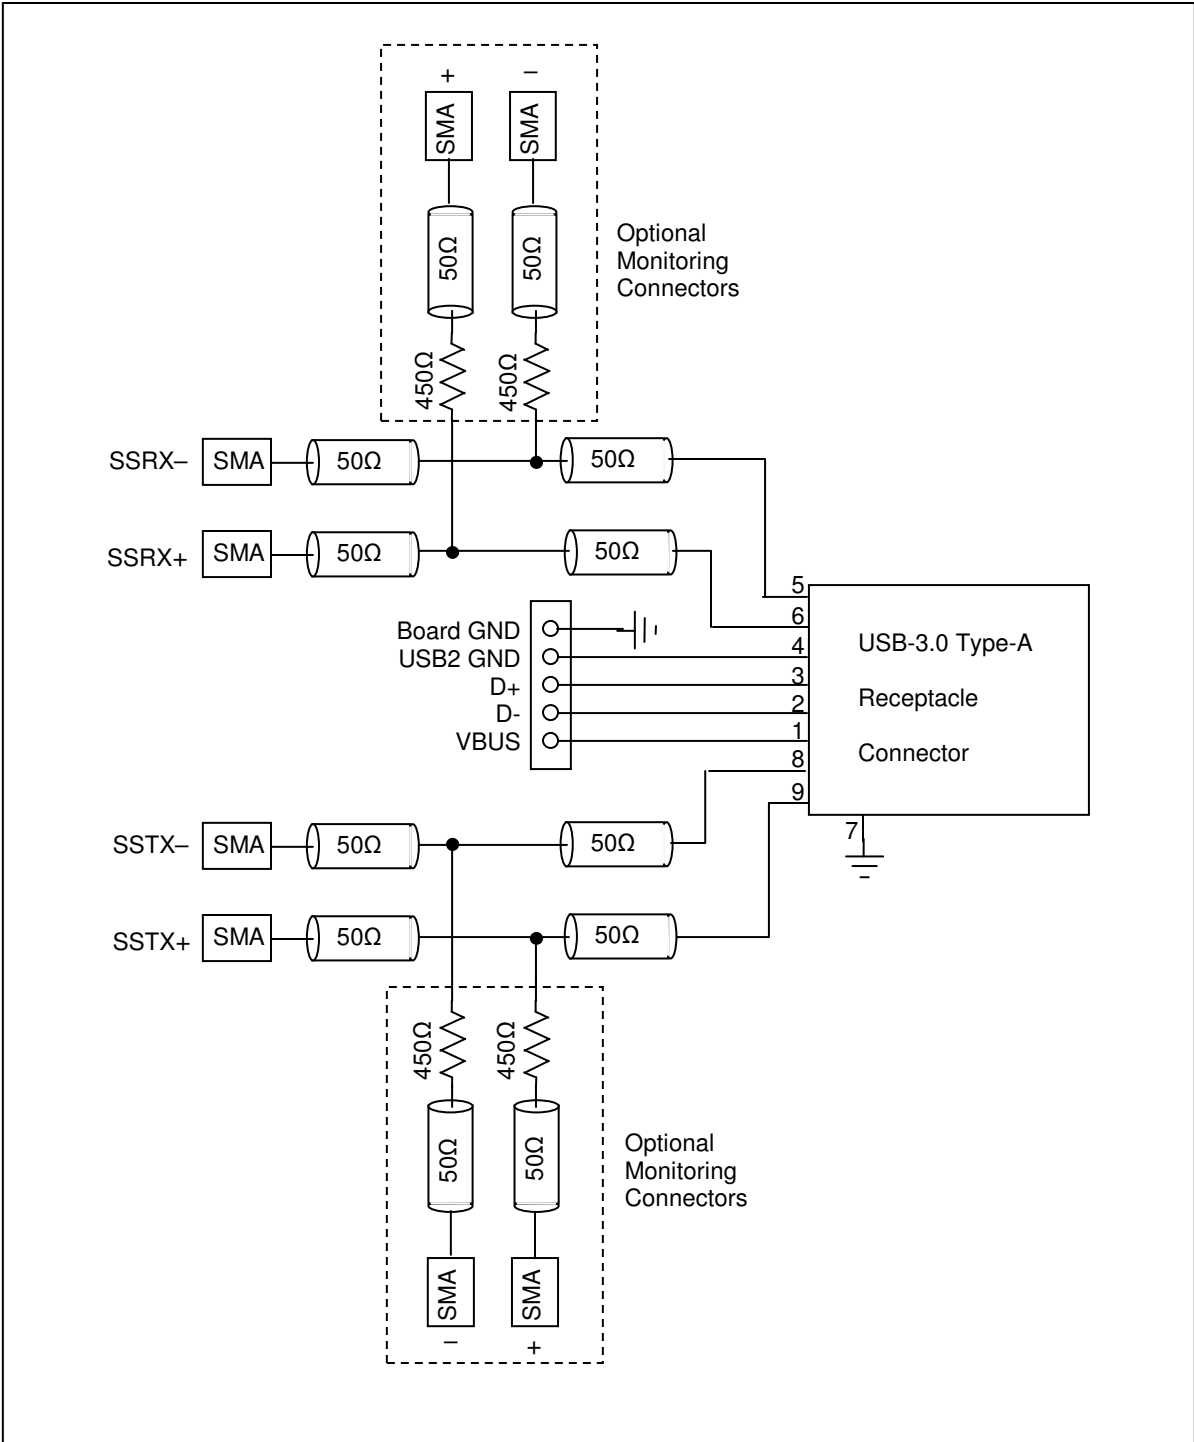 +
–
SMA
SMA
50Ω
50Ω
Optional
Monitoring
Connectors
450Ω
450Ω
SSRX–
SMA
50Ω
50Ω
SSRX+
SMA
50Ω
50Ω
5
6
4
3
2
1
8
9
7
Board GND
USB2 GND
D+
D-
VBUS
USB-3.0 Type-A
Receptacle
Connector
SSTX–
SMA
50Ω
50Ω
SSTX+
SMA
50Ω
50Ω
450Ω
450Ω
50Ω
50Ω
Optional
Monitoring
Connectors
SMA
SMA
–
+